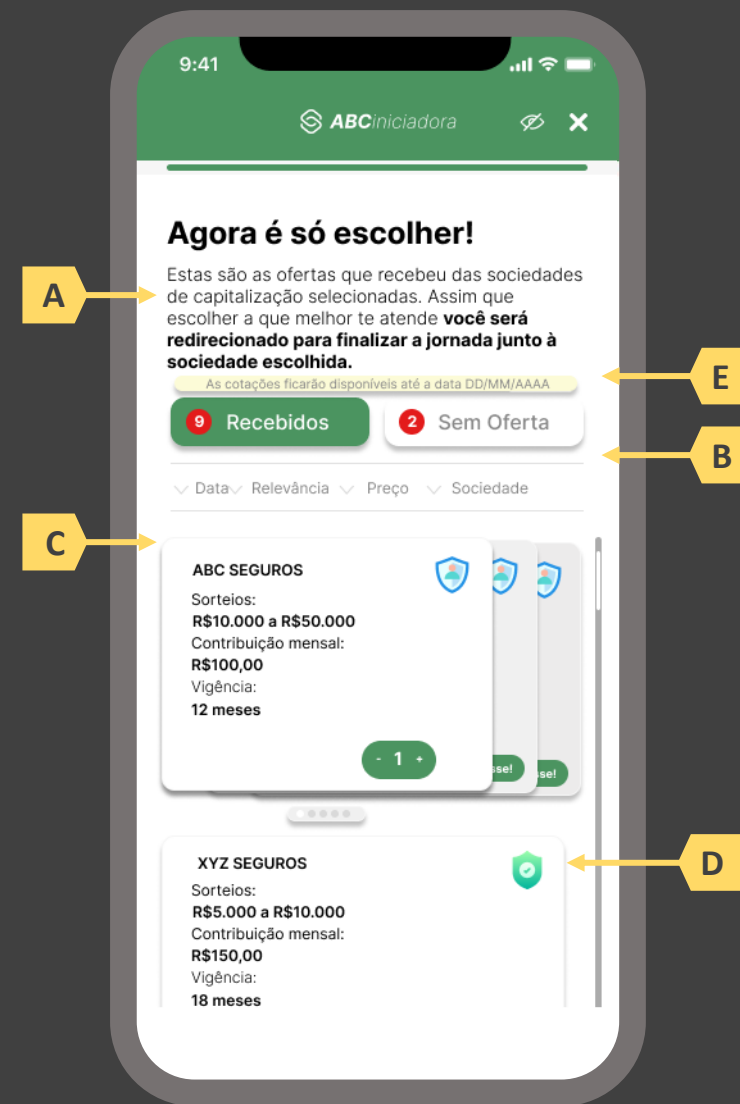 9:41
ABCiniciadora
Agora é só escolher!
A
Estas são as ofertas que recebeu das sociedades
de capitalização selecionadas. Assim que
escolher a que melhor te atende você será
redirecionado para finalizar a jornada junto à
sociedade escolhida.
E
As cotações ficarão disponíveis até a data DD/MM/AAAA
9 Recebidos
2 Sem Oferta
B
Data Relevância Preço Sociedade
C
ABC SEGUROS
Sorteios:
R$10.000 a R$50.000
Contribuição mensal:
R$100,00
Vigência:
12 meses
- 1 +
sse!
sse!
XYZ SEGUROS
D
Sorteios:
R$5.000 a R$10.000
Contribuição mensal:
R$150,00
Vigência:
18 meses